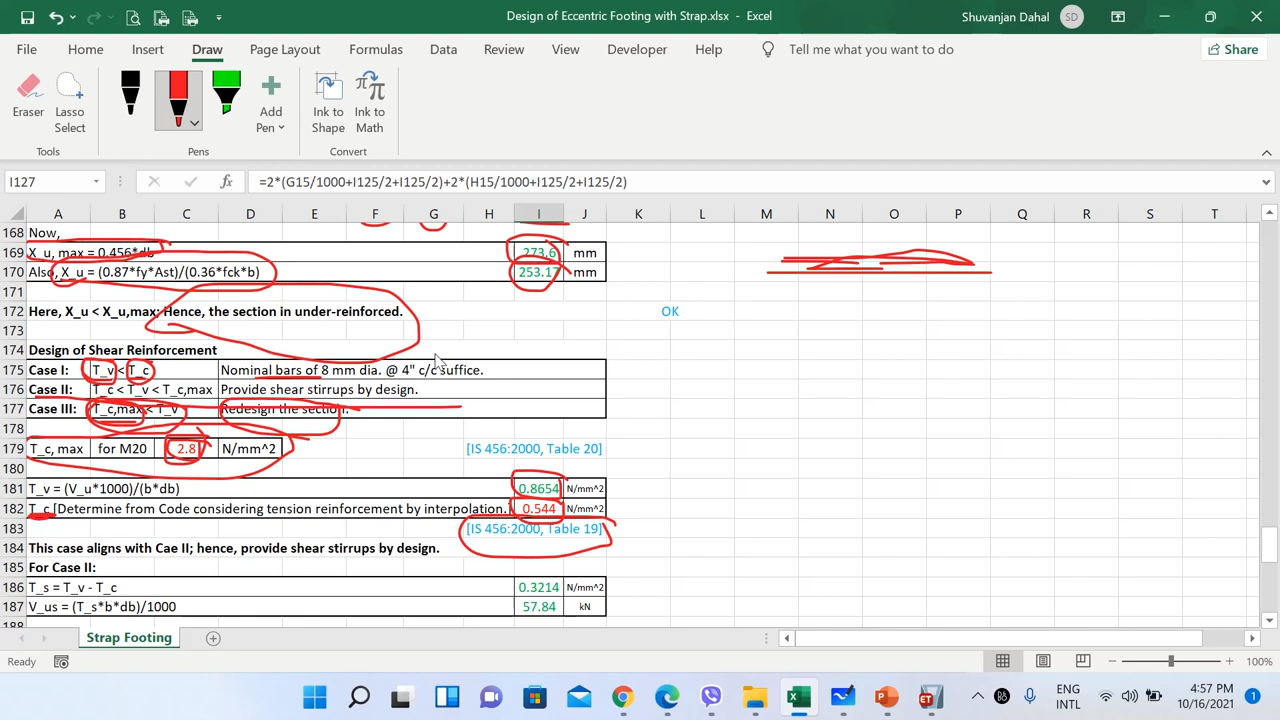 Design of Eccentric Footing with Strap.xlsx - Excel
Shuvanjan Dahal SD
File Home Insert Draw Page Layout Formulas Data Review View Developer Help Tell me what you want to do Share
Eraser Lasso Select Add Pen Ink to Shape Ink to Math
Tools Pens Convert
I127 fx =2*(G15/1000+I125/2+I125/2)+2*(H15/1000+I125/2+I125/2)
A B C D E F G H I J K L M N O P Q R S T
168 Now,
169 X_u, max = 0.456*db 273.6 mm
170 Also, X_u = (0.87*fy*Ast)/(0.36*fck*b) 253.17 mm
171
172 Here, X_u < X_u,max; Hence, the section in under-reinforced. OK
173
174 Design of Shear Reinforcement
175 Case I: T_v < T_c Nominal bars of 8 mm dia. @ 4" c/c suffice.
176 Case II: T_c < T_v < T_c,max Provide shear stirrups by design.
177 Case III: T_c,max < T_v Redesign the section.
178
179 T_c, max for M20 2.8 N/mm^2 [IS 456:2000, Table 20]
180
181 T_v = (V_u*1000)/(b*db) 0.8654 N/mm^2
182 T_c [Determine from Code considering tension reinforcement by interpolation. 0.544 N/mm^2
183 [IS 456:2000, Table 19]
184 This case aligns with Cae II; hence, provide shear stirrups by design.
185 For Case II:
186 T_s = T_v - T_c 0.3214 N/mm^2
187 V_us = (T_s*b*db)/1000 57.84 kN
188
Strap Footing
Ready 100%
ENG INTL 4:57 PM 10/16/2021 1